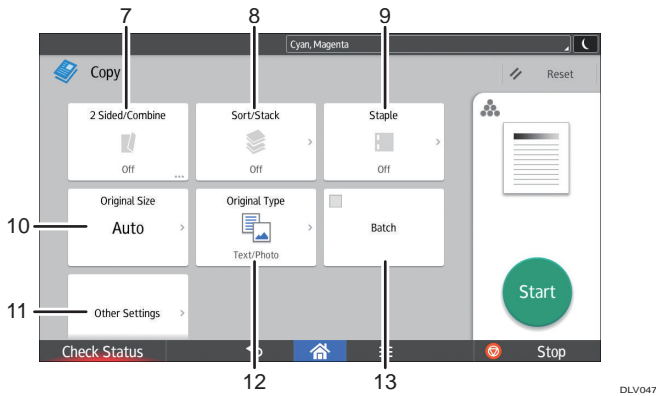 7 8 9
Cyan, Magenta
Copy
Reset
2 Sided/Combine
Sort/Stack
Staple
Off
Off
Off
Original Size
Original Type
10
Auto
Batch
Text/Photo
11
Other Settings
Start
Check Status
Stop
12 13
DLV047